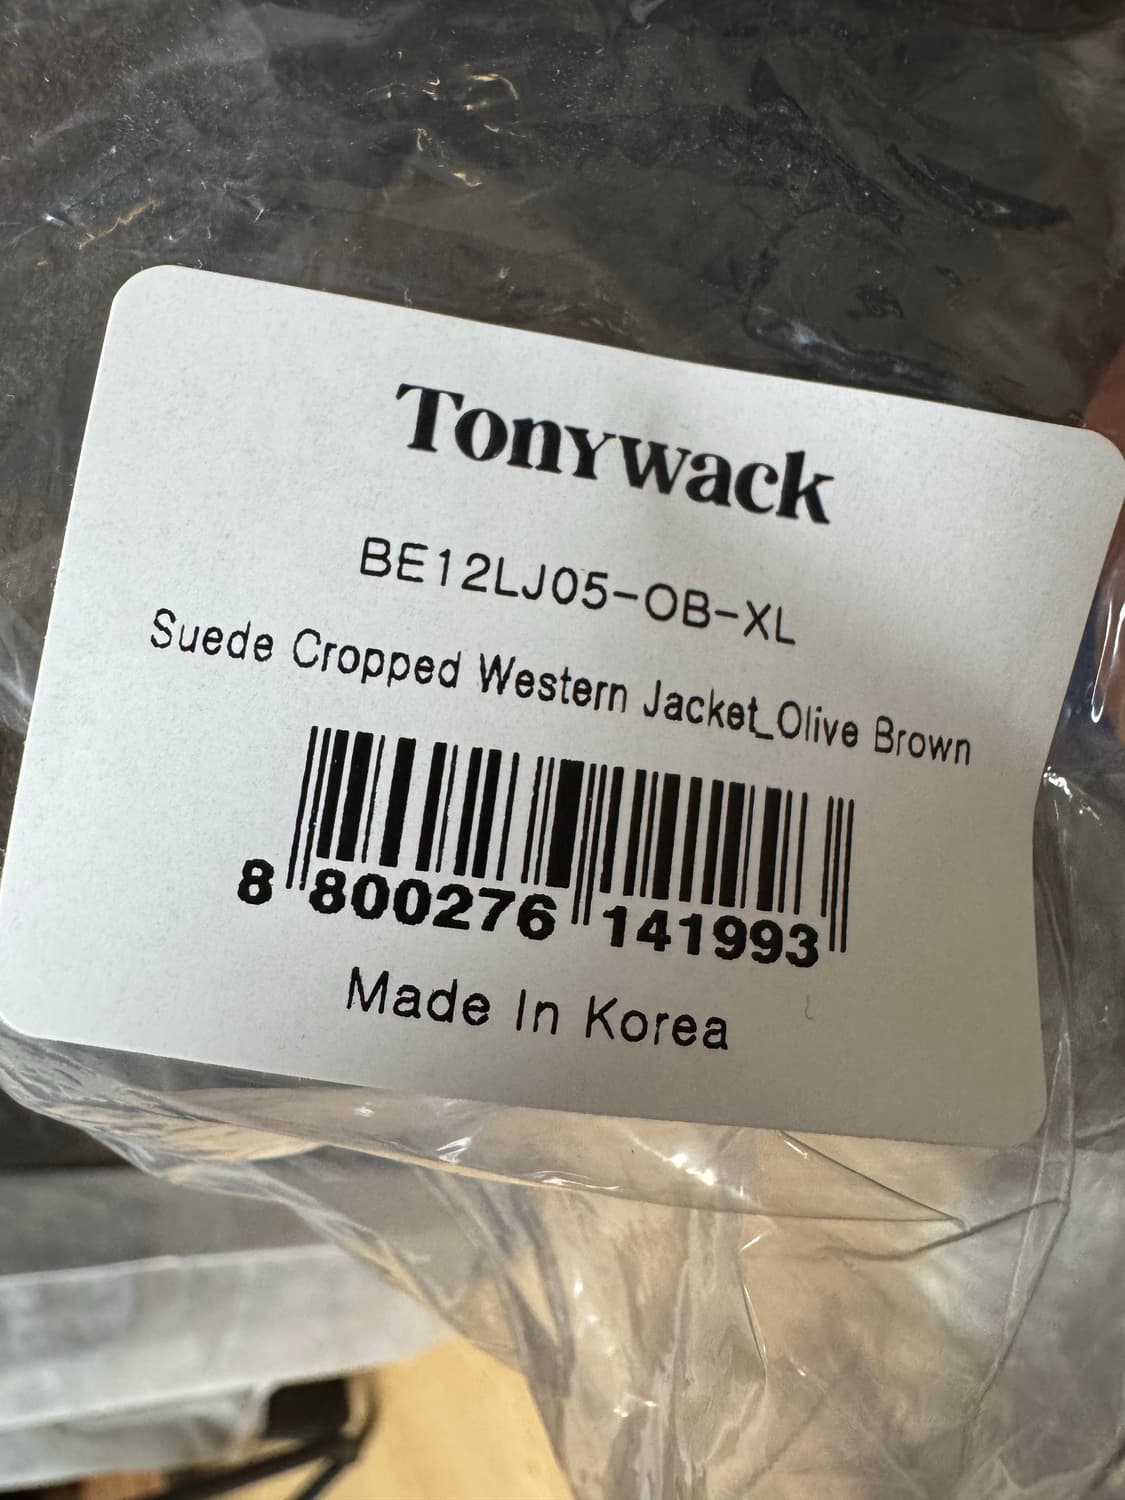 Tonywack
BE12LJ05-OB-XL
Suede Cropped Western Jacket_Olive Brown
8 800276 141993
Made In Korea